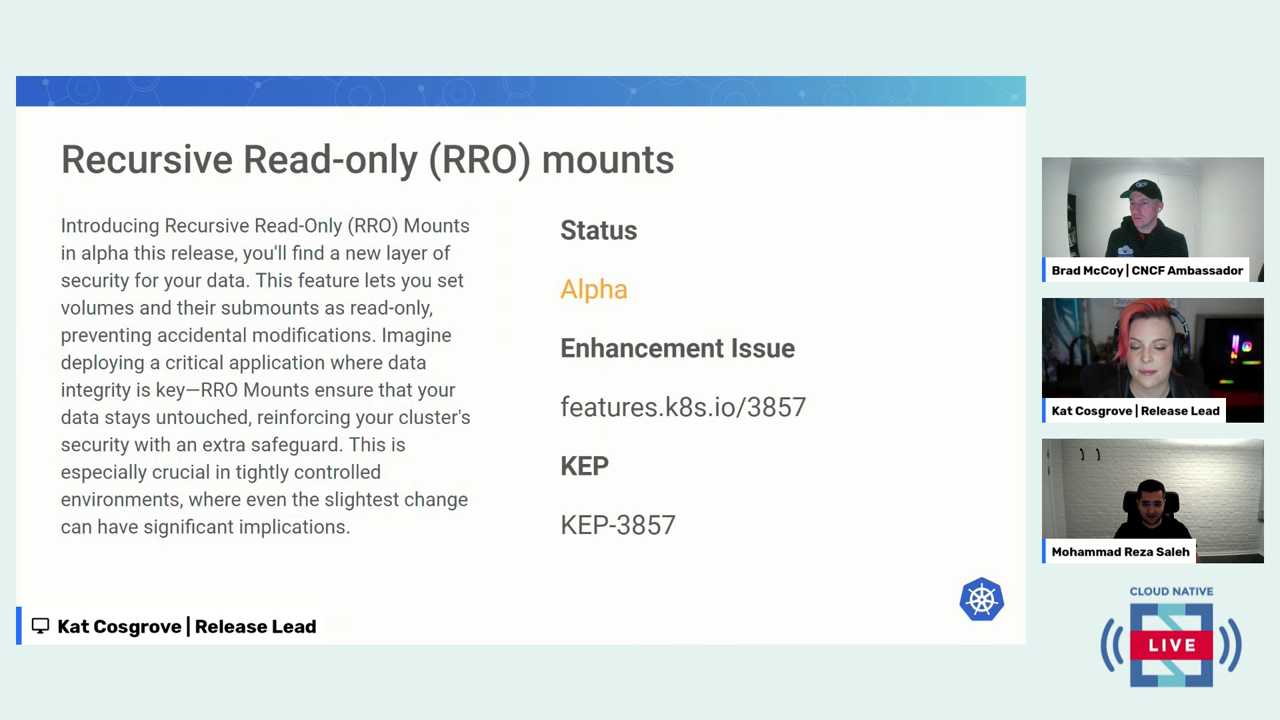 Recursive Read-only (RRO) mounts
Introducing Recursive Read-Only (RRO) Mounts
in alpha this release, you'll find a new layer of
security for your data. This feature lets you set
volumes and their submounts as read-only,
preventing accidental modifications. Imagine
deploying a critical application where data
integrity is key—RRO Mounts ensure that your
data stays untouched, reinforcing your cluster's
security with an extra safeguard. This is
especially crucial in tightly controlled
environments, where even the slightest change
can have significant implications.
Status
Alpha
Enhancement Issue
features.k8s.io/3857
KEP
KEP-3857
Kat Cosgrove | Release Lead
Brad McCoy | CNCF Ambassador
Kat Cosgrove | Release Lead
Mohammad Reza Saleh
CLOUD NATIVE
LIVE